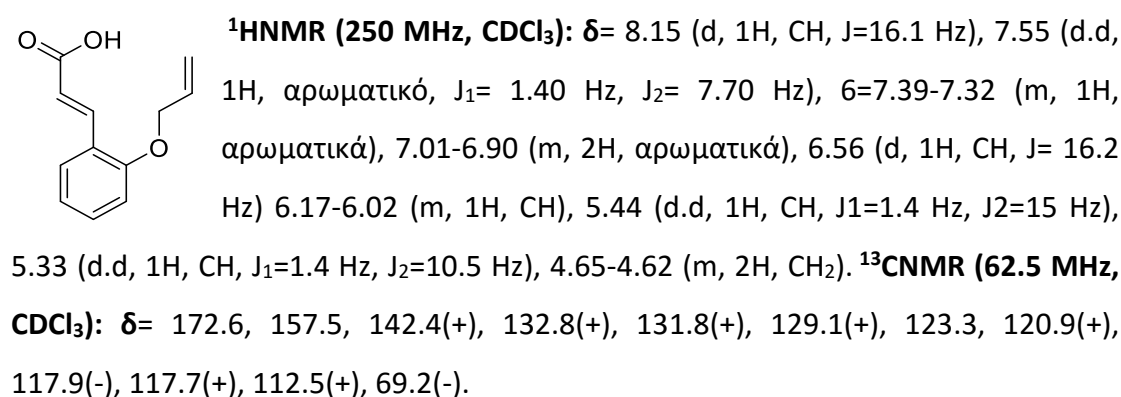 O OH
O
¹HNMR (250 MHz, CDCl₃): δ= 8.15 (d, 1H, CH, J=16.1 Hz), 7.55 (d.d,
1H, αρωματικό, J₁= 1.40 Hz, J₂= 7.70 Hz), 6=7.39-7.32 (m, 1H,
αρωματικά), 7.01-6.90 (m, 2H, αρωματικά), 6.56 (d, 1H, CH, J= 16.2
Hz) 6.17-6.02 (m, 1H, CH), 5.44 (d.d, 1H, CH, J1=1.4 Hz, J2=15 Hz),
5.33 (d.d, 1H, CH, J₁=1.4 Hz, J₂=10.5 Hz), 4.65-4.62 (m, 2H, CH₂). ¹³CNMR (62.5 MHz,
CDCl₃): δ= 172.6, 157.5, 142.4(+), 132.8(+), 131.8(+), 129.1(+), 123.3, 120.9(+),
117.9(-), 117.7(+), 112.5(+), 69.2(-).